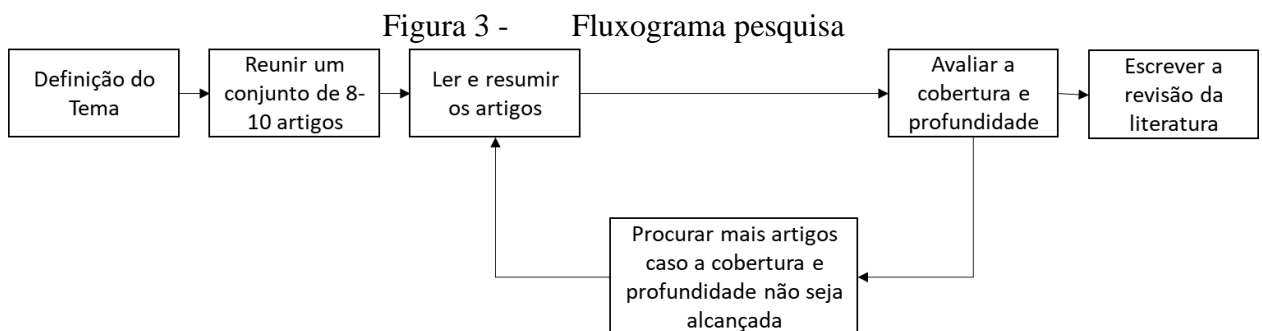 Figura 3 - Fluxograma pesquisa
Definição do
Tema
Reunir um
conjunto de 8-
10 artigos
Ler e resumir
os artigos
Avaliar a
cobertura e
profundidade
Escrever a
revisão da
literatura
Procurar mais artigos
caso a cobertura e
profundidade não seja
alcançada